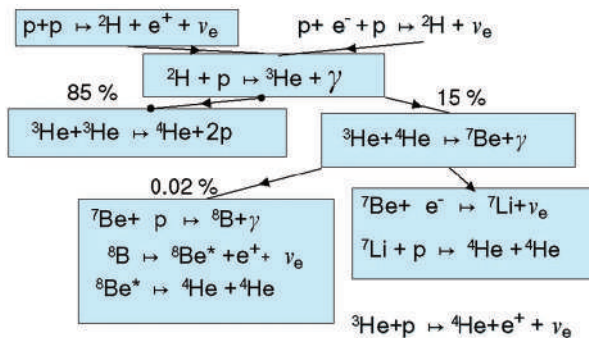 p+p ↦ ²H + e⁺ + νₑ
p+ e⁻ + p ↦ ²H + νₑ
²H + p ↦ ³He + γ
85 %
15 %
³He+³He ↦ ⁴He+2p
³He+⁴He ↦ ⁷Be+γ
0.02 %
⁷Be+ p ↦ ⁸B+γ
⁸B ↦ ⁸Be* +e⁺+ νₑ
⁸Be* ↦ ⁴He +⁴He
⁷Be+ e⁻ ↦ ⁷Li+νₑ
⁷Li + p ↦ ⁴He +⁴He
³He+p ↦ ⁴He+e⁺ + νₑ